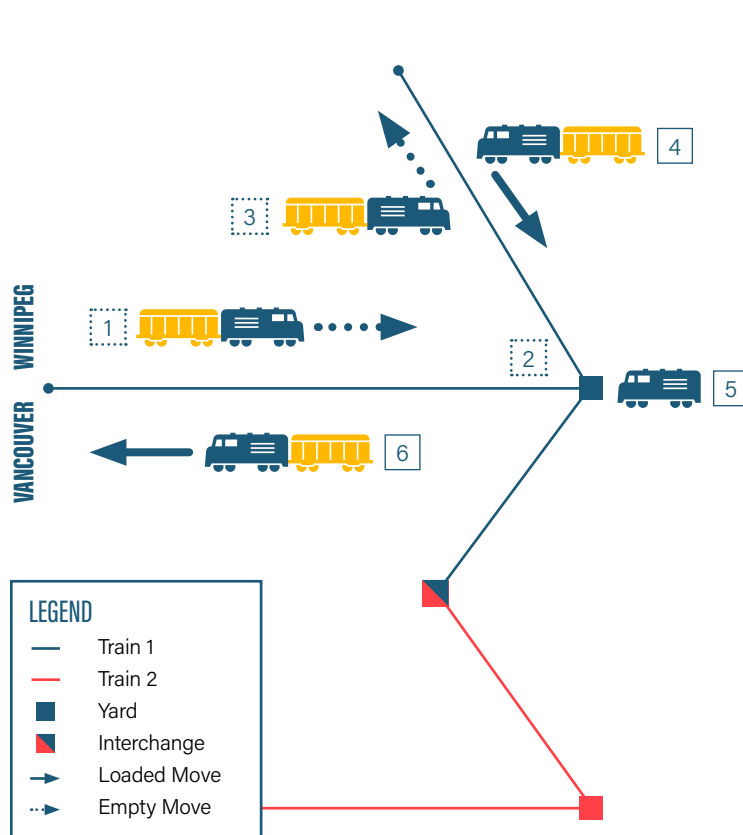 4
3
WINNIPEG
1
2
5
VANCOUVER
6
LEGEND
Train 1
Train 2
Yard
Interchange
Loaded Move
Empty Move